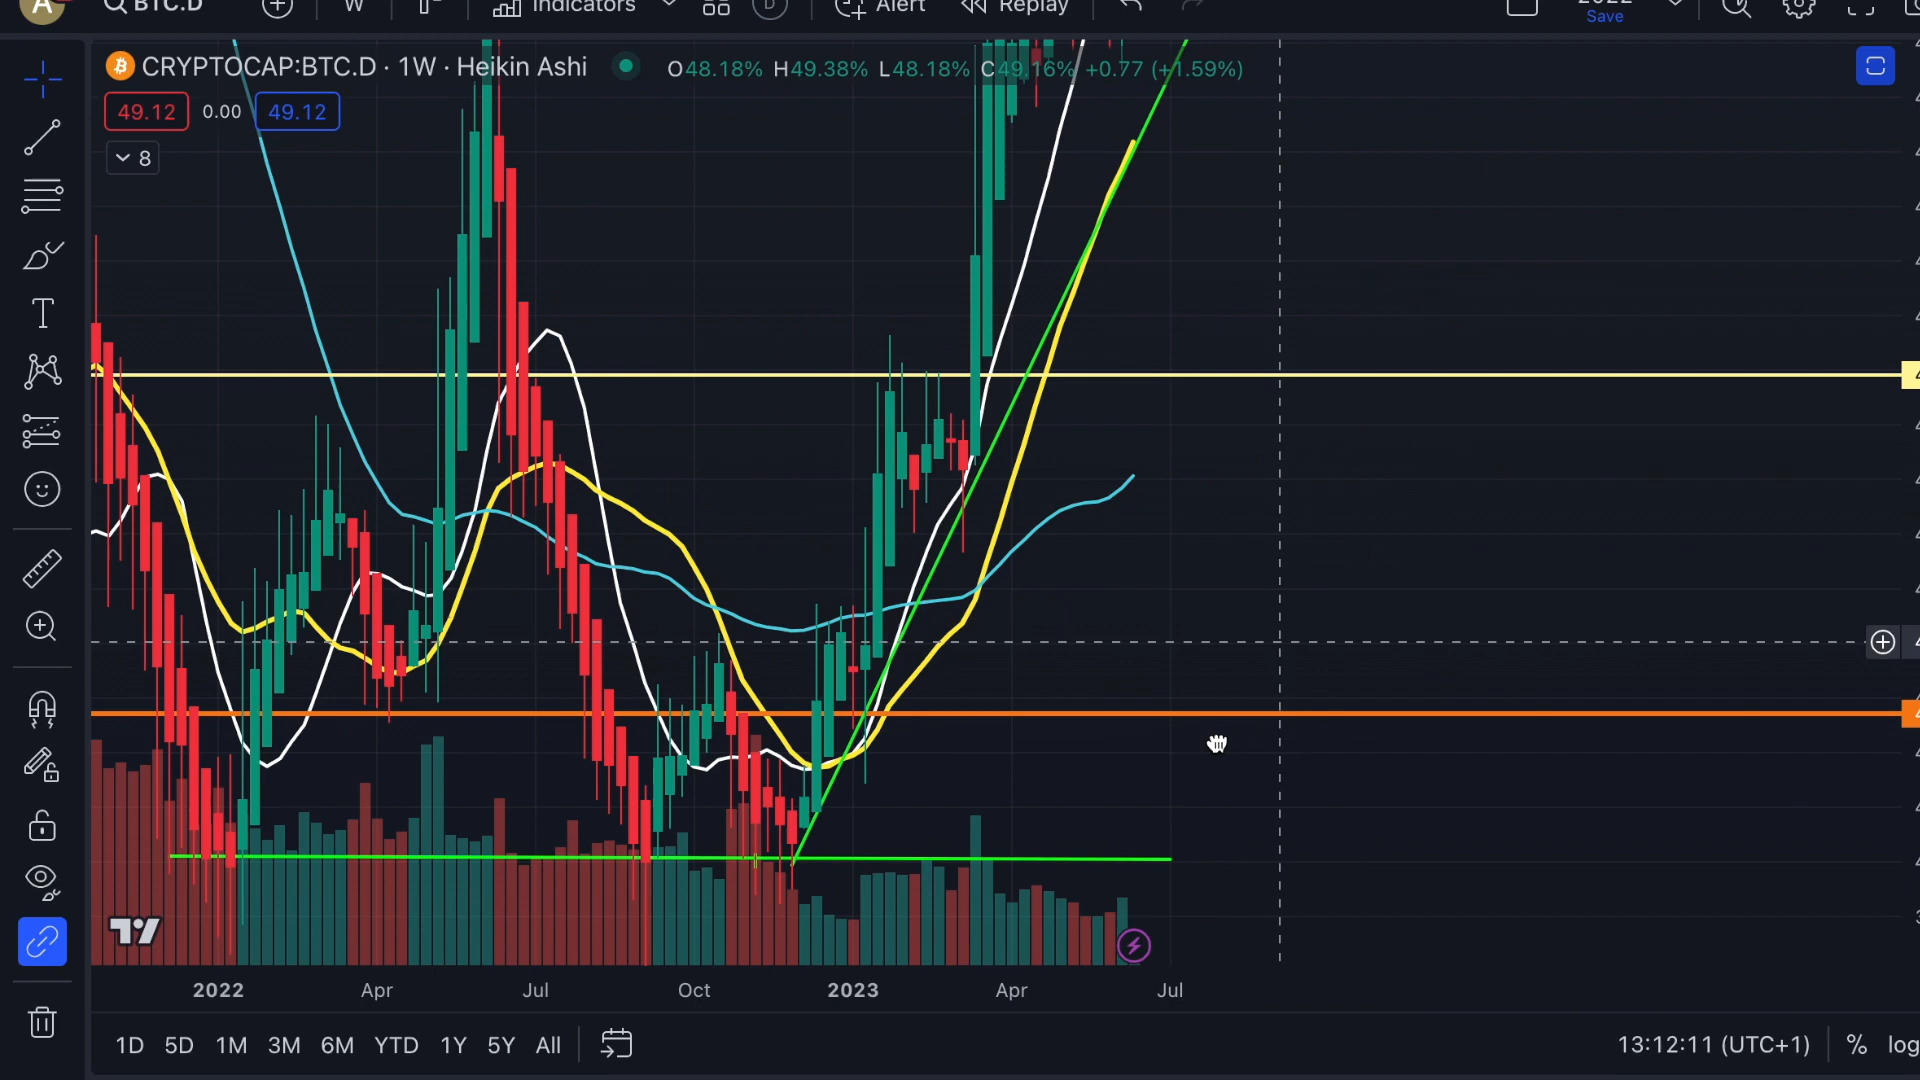 A BTC.D W Indicators D Alert Replay 2022
Save
CRYPTOCAP:BTC.D · 1W · Heikin Ashi O48.18% H49.38% L48.18% C49.16% +0.77 (+1.59%)
49.12 0.00 49.12
8
2022 Apr Jul Oct 2023 Apr Jul
1D 5D 1M 3M 6M YTD 1Y 5Y All 13:12:11 (UTC+1) % log